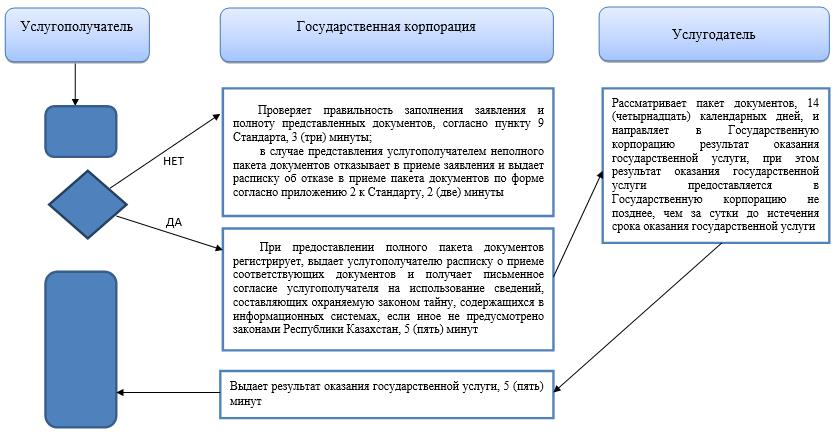 Услугополучатель
Государственная корпорация
Услугодатель
Проверяет правильность заполнения заявления и
полноту представленных документов, согласно пункту 9
Стандарта, 3 (три) минуты;
в случае представления услугополучателем неполного
пакета документов отказывает в приеме заявления и выдает
расписку об отказе в приеме пакета документов по форме
согласно приложению 2 к Стандарту, 2 (две) минуты
НЕТ
ДА
При предоставлении полного пакета документов
регистрирует, выдает услугополучателю расписку о приеме
соответствующих документов и получает письменное
согласие услугополучателя на использование сведений,
составляющих охраняемую законом тайну, содержащихся в
информационных системах, если иное не предусмотрено
законами Республики Казахстан, 5 (пять) минут
Рассматривает пакет документов, 14
(четырнадцать) календарных дней, и
направляет в Государственную
корпорацию результат оказания
государственной услуги, при этом
результат оказания государственной
услуги предоставляется в
Государственную корпорацию не
позднее, чем за сутки до истечения
срока оказания государственной услуги
Выдает результат оказания государственной услуги, 5 (пять)
минут